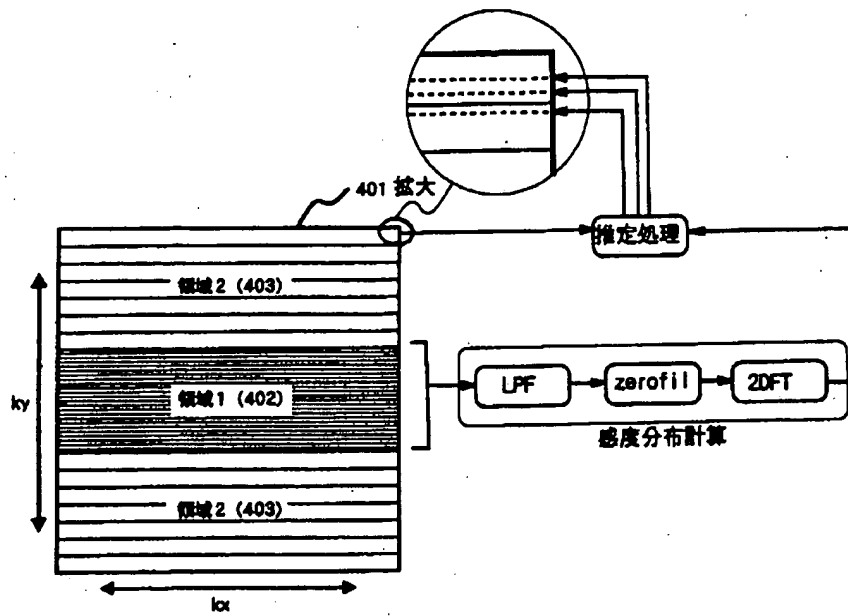 401 拡大
推定処理
領域2 (403)
ky
領域1 (402)
LPF
zerofil
2DFT
感度分布計算
領域2 (403)
kx